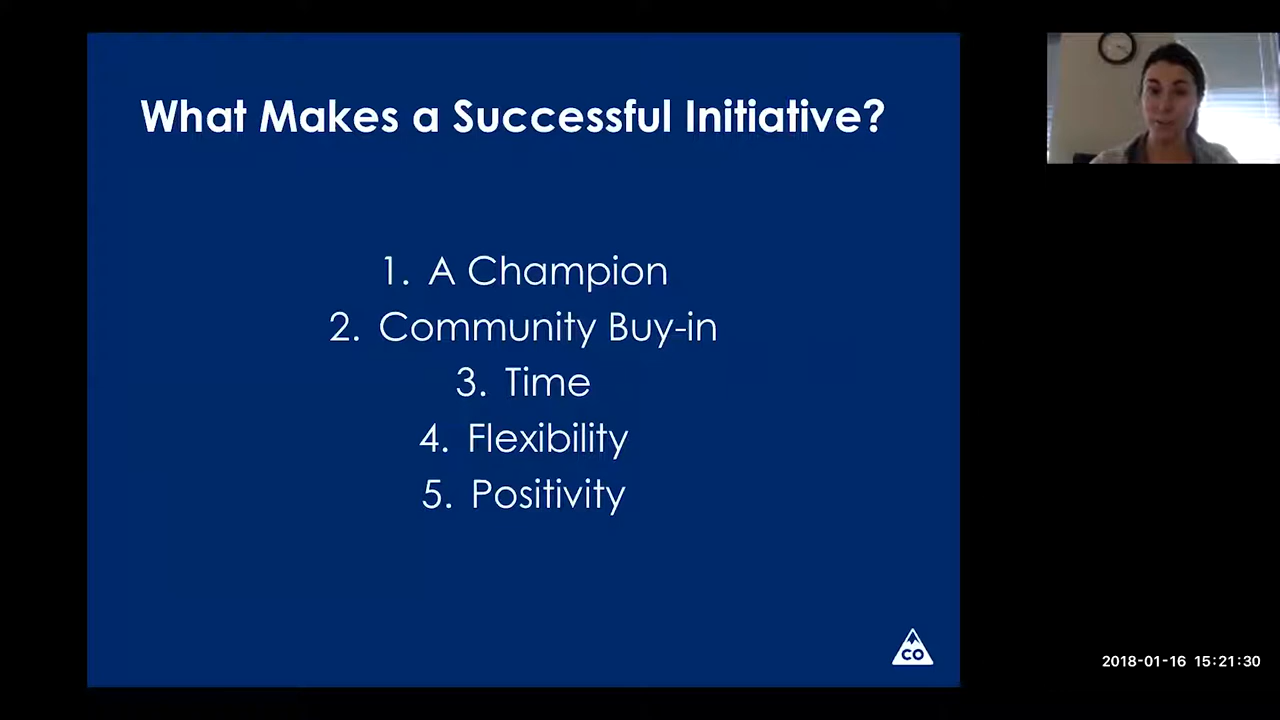 What Makes a Successful Initiative?
1. A Champion
2. Community Buy-in
3. Time
4. Flexibility
5. Positivity
CO
2018-01-16 15:21:30